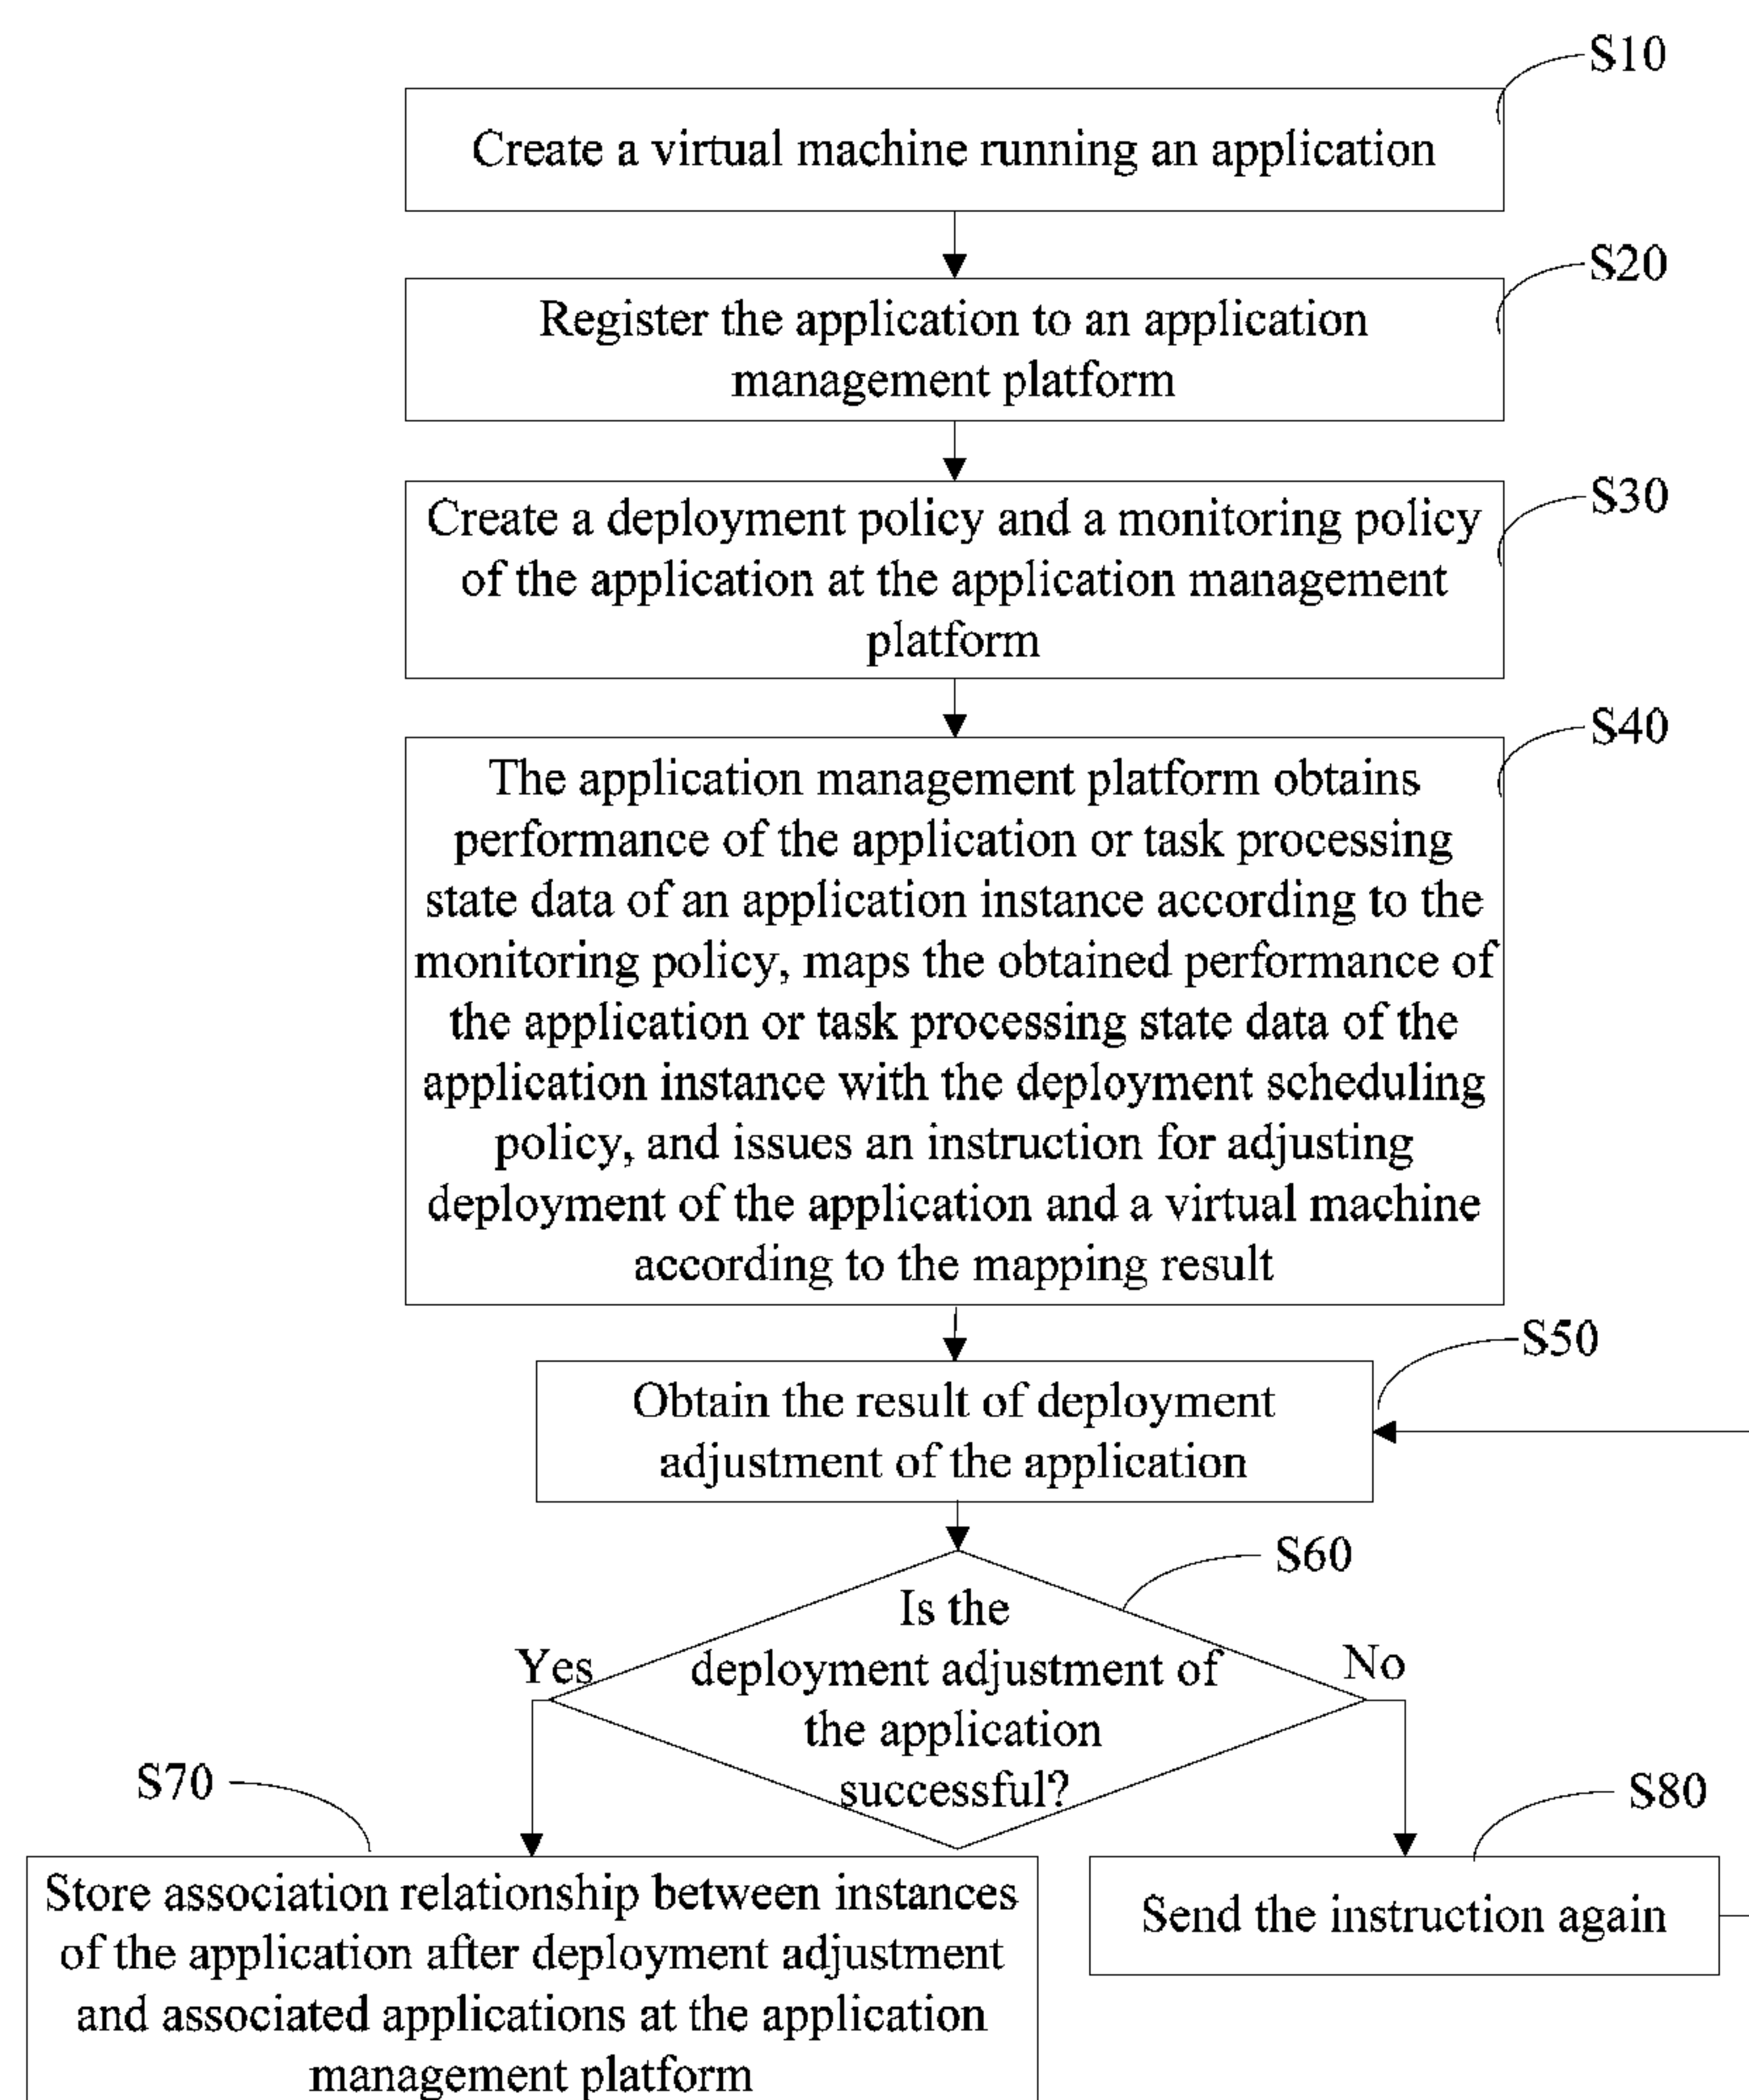 S10
Create a virtual machine running an application
S20
Register the application to an application
management platform
S30
Create a deployment policy and a monitoring policy
of the application at the application management
platform
S40
The application management platform obtains
performance of the application or task processing
state data of an application instance according to the
monitoring policy, maps the obtained performance of
the application or task processing state data of the
application instance with the deployment scheduling
policy, and issues an instruction for adjusting
deployment of the application and a virtual machine
according to the mapping result
S50
Obtain the result of deployment
adjustment of the application
S60
Is the
deployment adjustment of
the application
successful?
Yes
No
S70
Store association relationship between instances
of the application after deployment adjustment
and associated applications at the application
management platform
S80
Send the instruction again